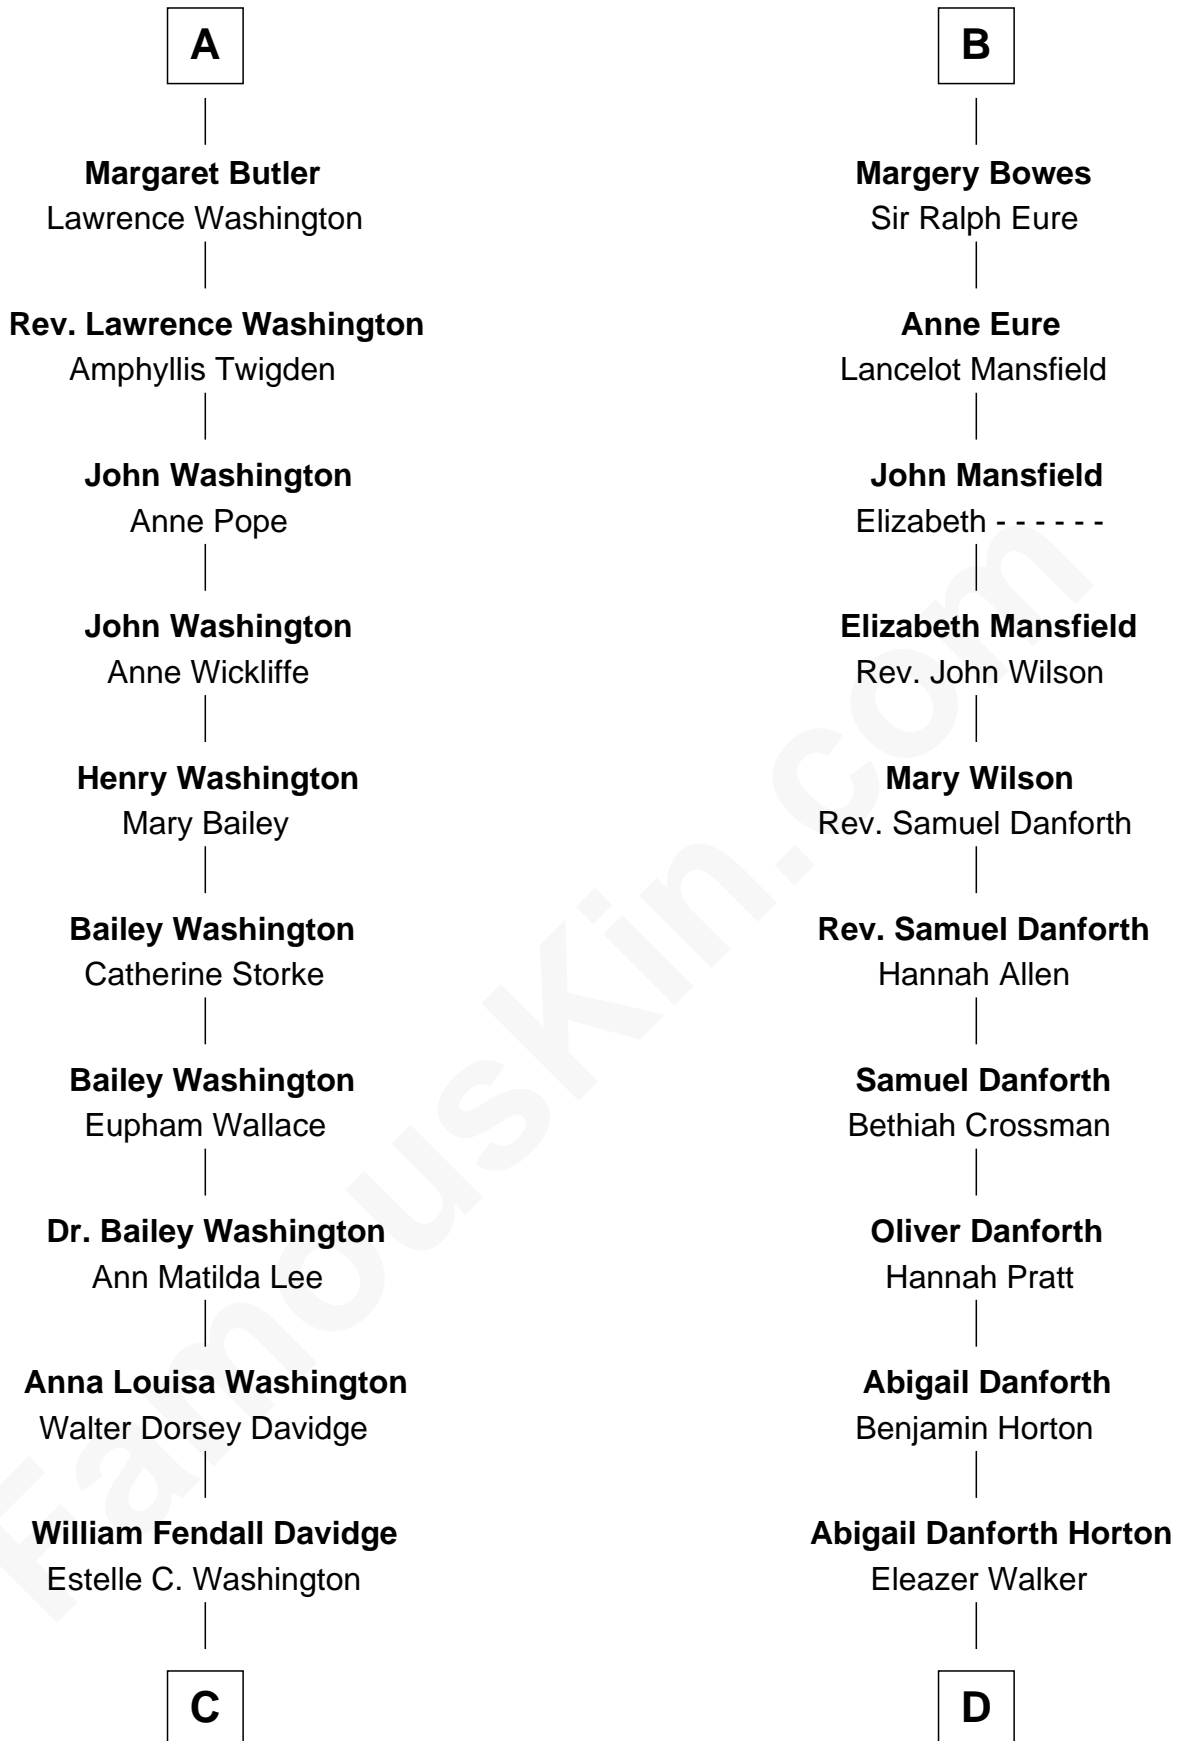 A
Margaret Butler
Lawrence Washington
Rev. Lawrence Washington
Amphyllis Twigden
John Washington
Anne Pope
John Washington
Anne Wickliffe
Henry Washington
Mary Bailey
Bailey Washington
Catherine Storke
Bailey Washington
Eupham Wallace
Dr. Bailey Washington
Ann Matilda Lee
Anna Louisa Washington
Walter Dorsey Davidge
William Fendall Davidge
Estelle C. Washington
C
B
Margery Bowes
Sir Ralph Eure
Anne Eure
Lancelot Mansfield
John Mansfield
Elizabeth - - - - - -
Elizabeth Mansfield
Rev. John Wilson
Mary Wilson
Rev. Samuel Danforth
Rev. Samuel Danforth
Hannah Allen
Samuel Danforth
Bethiah Crossman
Oliver Danforth
Hannah Pratt
Abigail Danforth
Benjamin Horton
Abigail Danforth Horton
Eleazer Walker
D
FamousKin.com